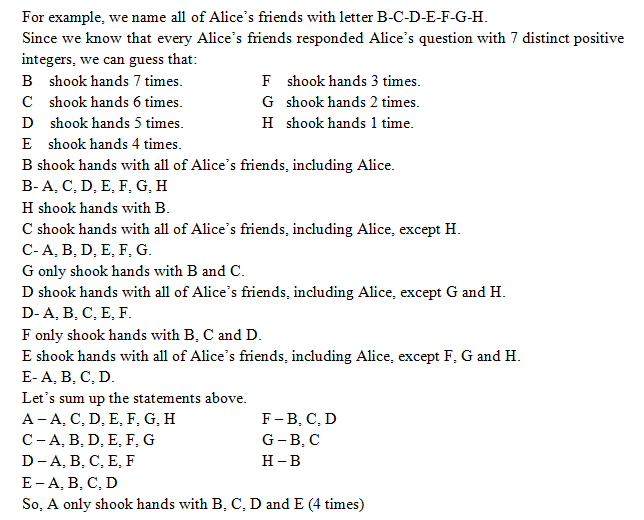 For example, we name all of Alice's friends with letter B-C-D-E-F-G-H.
Since we know that every Alice's friends responded Alice's question with 7 distinct positive
integers, we can guess that:
B shook hands 7 times. F shook hands 3 times.
C shook hands 6 times. G shook hands 2 times.
D shook hands 5 times. H shook hands 1 time.
E shook hands 4 times.
B shook hands with all of Alice's friends, including Alice.
B- A, C, D, E, F, G, H
H shook hands with B.
C shook hands with all of Alice's friends, including Alice, except H.
C- A, B, D, E, F, G.
G only shook hands with B and C.
D shook hands with all of Alice's friends, including Alice, except G and H.
D- A, B, C, E, F.
F only shook hands with B, C and D.
E shook hands with all of Alice's friends, including Alice, except F, G and H.
E- A, B, C, D.
Let's sum up the statements above.
A – A, C, D, E, F, G, H F – B, C, D
C – A, B, D, E, F, G G – B, C
D – A, B, C, E, F H – B
E – A, B, C, D
So, A only shook hands with B, C, D and E (4 times)